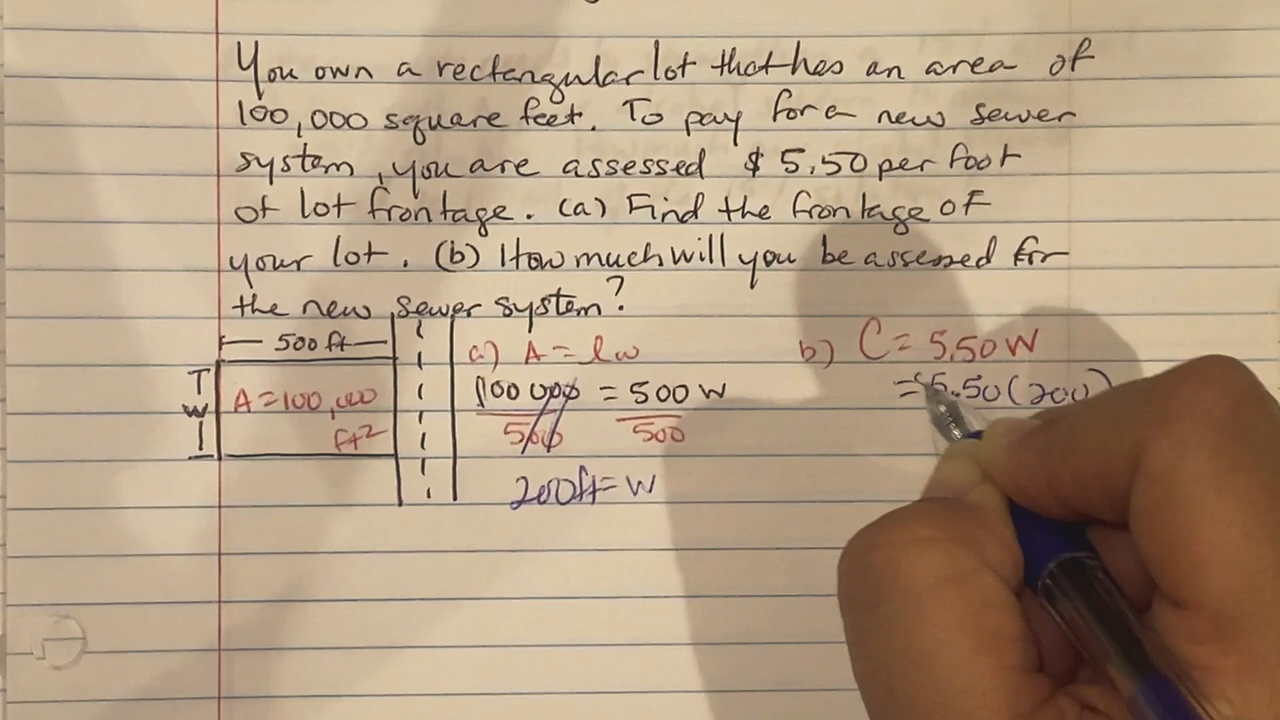 You own a rectangular lot that has an area of
100,000 square feet. To pay for a new sewer
system, you are assessed $5.50 per foot
of lot frontage. (a) Find the frontage of
your lot. (b) How much will you be assessed for
the new sewer system?
500 ft
W
A = 100,000
ft²
a) A = lw
100 000 = 500 W
500 500
200ft = W
b) C = 5.50 W
= 5.50 (200)